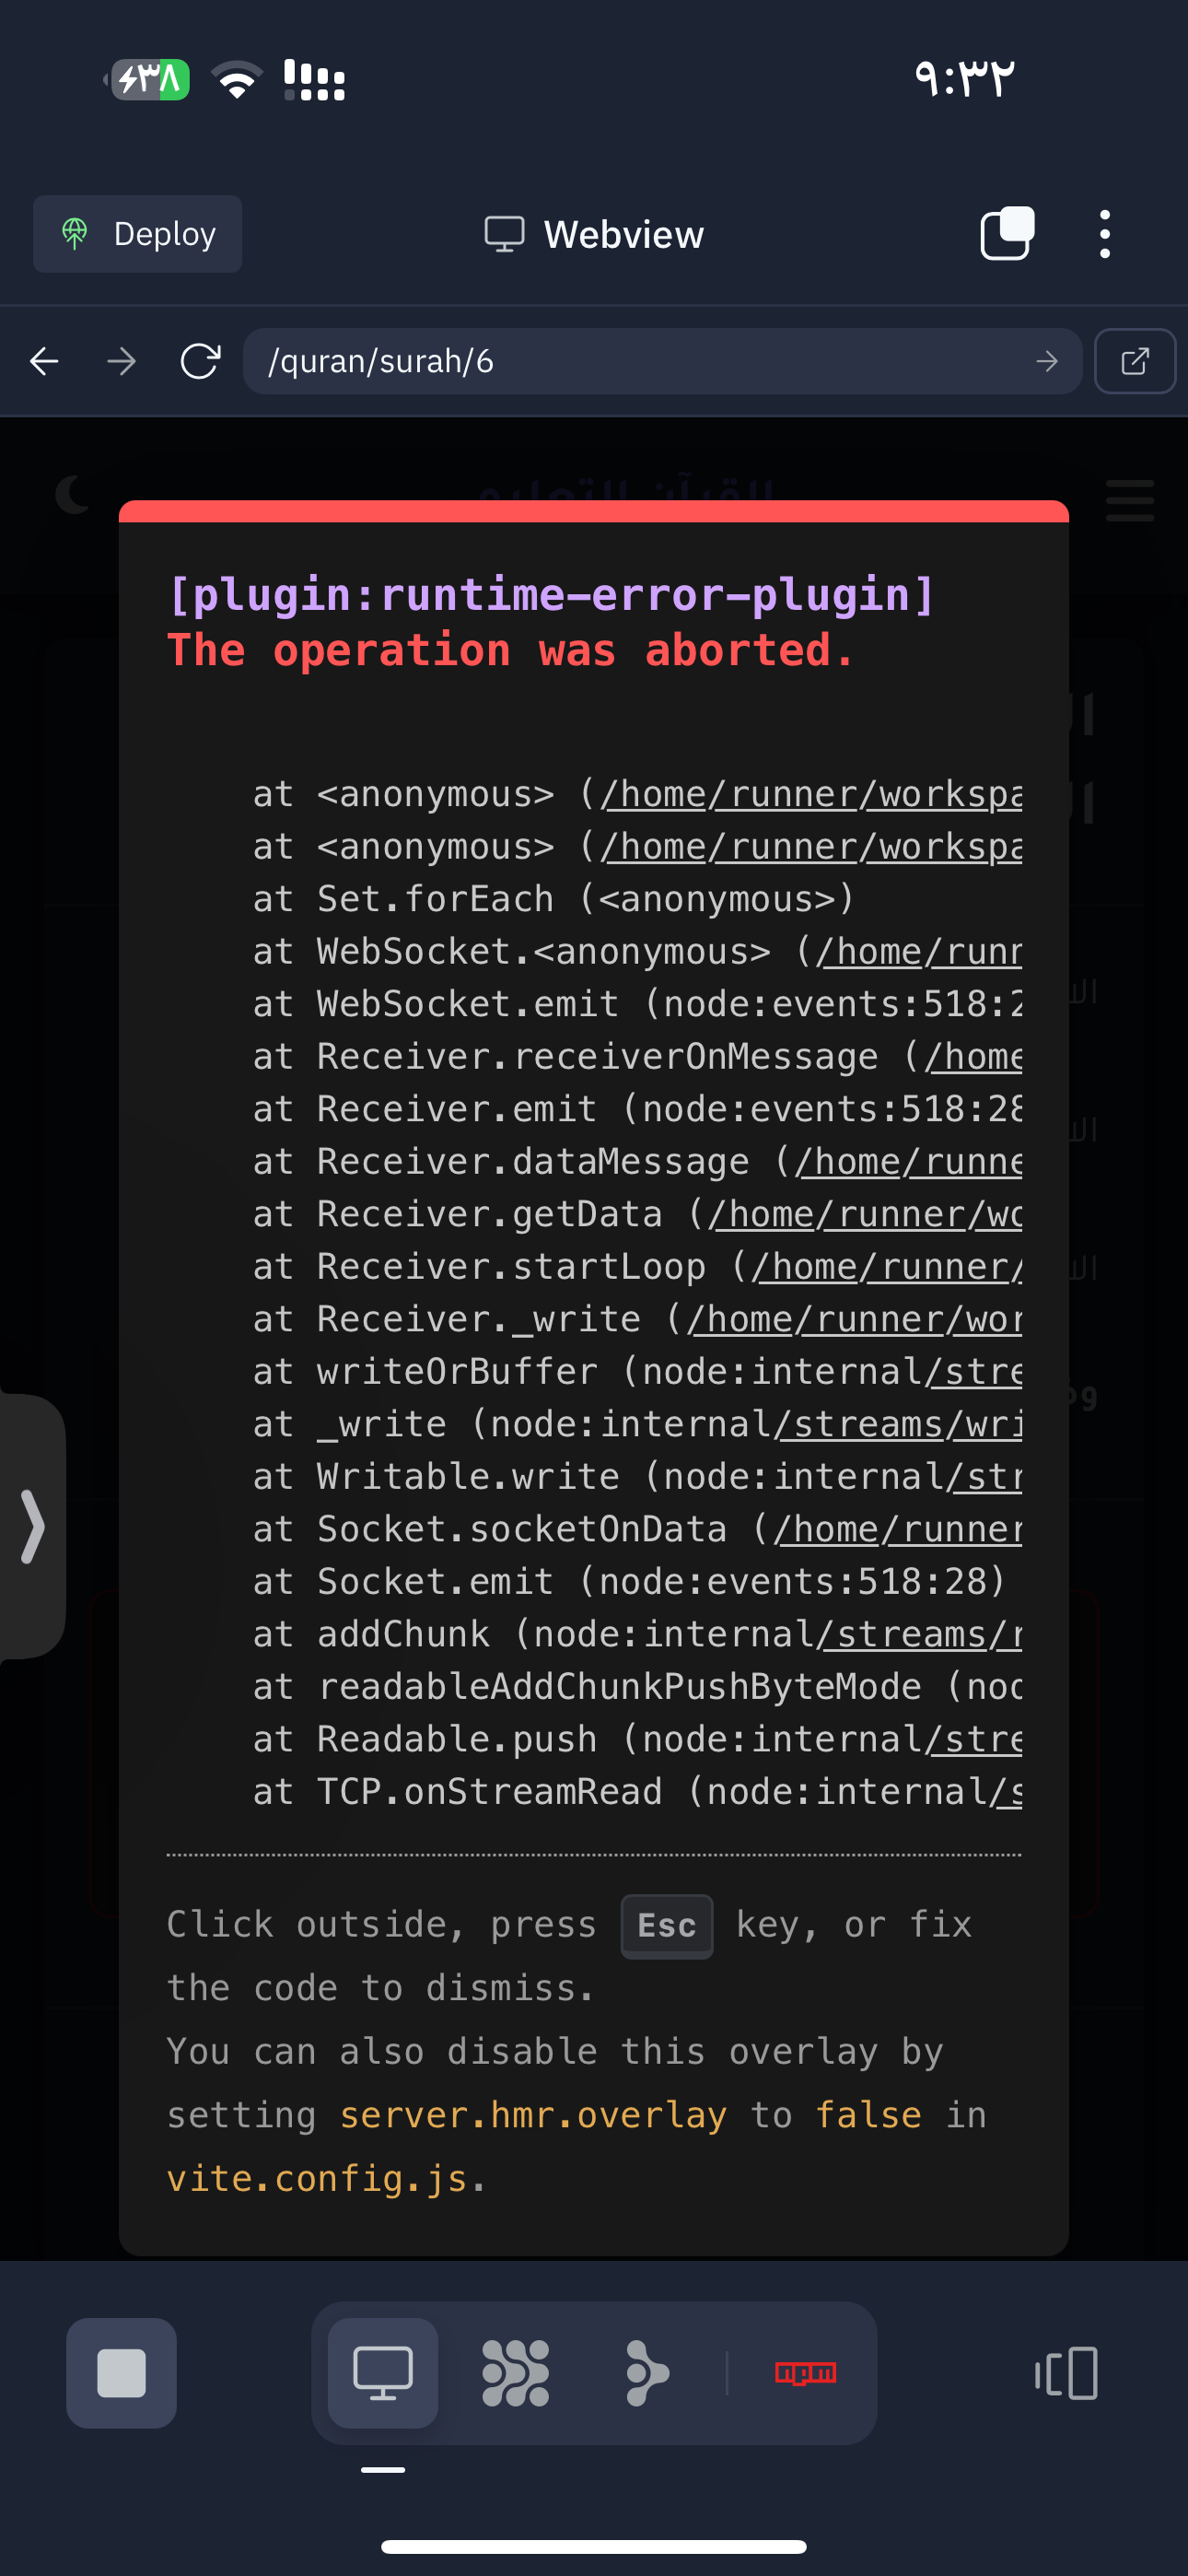 ٣٨
٩:٣٢
Deploy
Webview
/quran/surah/6
[plugin:runtime-error-plugin]
The operation was aborted.
at <anonymous> (/home/runner/workspa
at <anonymous> (/home/runner/workspa
at Set.forEach (<anonymous>)
at WebSocket.<anonymous> (/home/runn
at WebSocket.emit (node:events:518:2
at Receiver.receiverOnMessage (/home
at Receiver.emit (node:events:518:28
at Receiver.dataMessage (/home/runne
at Receiver.getData (/home/runner/wo
at Receiver.startLoop (/home/runner/
at Receiver._write (/home/runner/wor
at writeOrBuffer (node:internal/stre
at _write (node:internal/streams/wri
at Writable.write (node:internal/str
at Socket.socketOnData (/home/runner
at Socket.emit (node:events:518:28)
at addChunk (node:internal/streams/r
at readableAddChunkPushByteMode (nod
at Readable.push (node:internal/stre
at TCP.onStreamRead (node:internal/s
Click outside, press Esc key, or fix
the code to dismiss.
You can also disable this overlay by
setting server.hmr.overlay to false in
vite.config.js.
npm